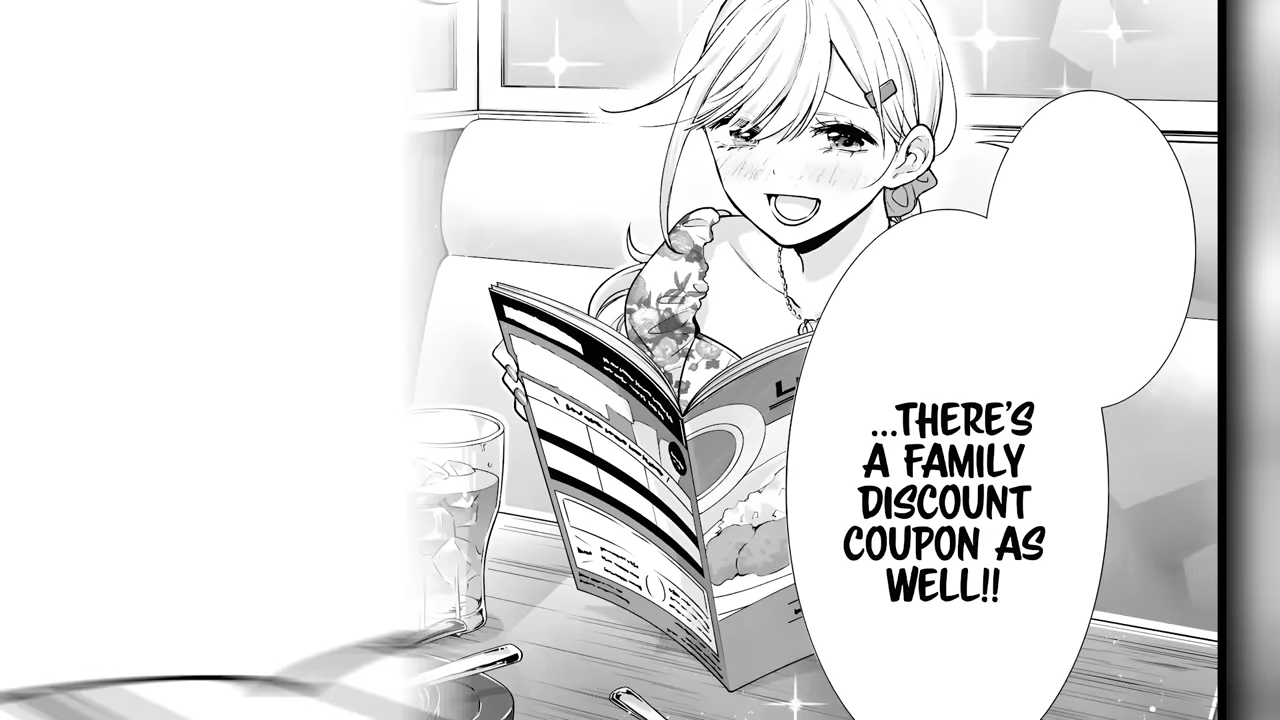 ...THERE'S
A FAMILY
DISCOUNT
COUPON AS
WELL!!